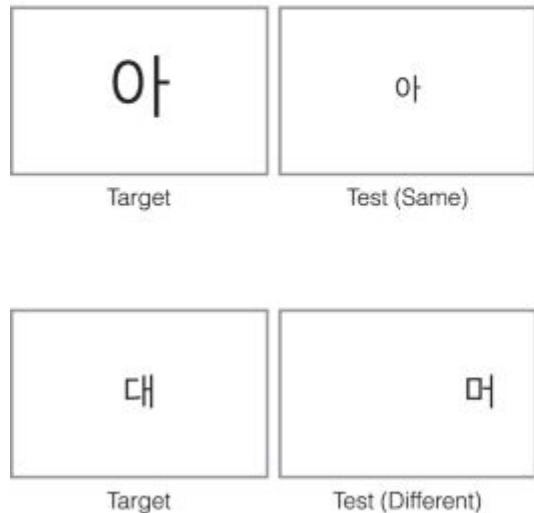 아 아
Target Test (Same)
대 머
Target Test (Different)